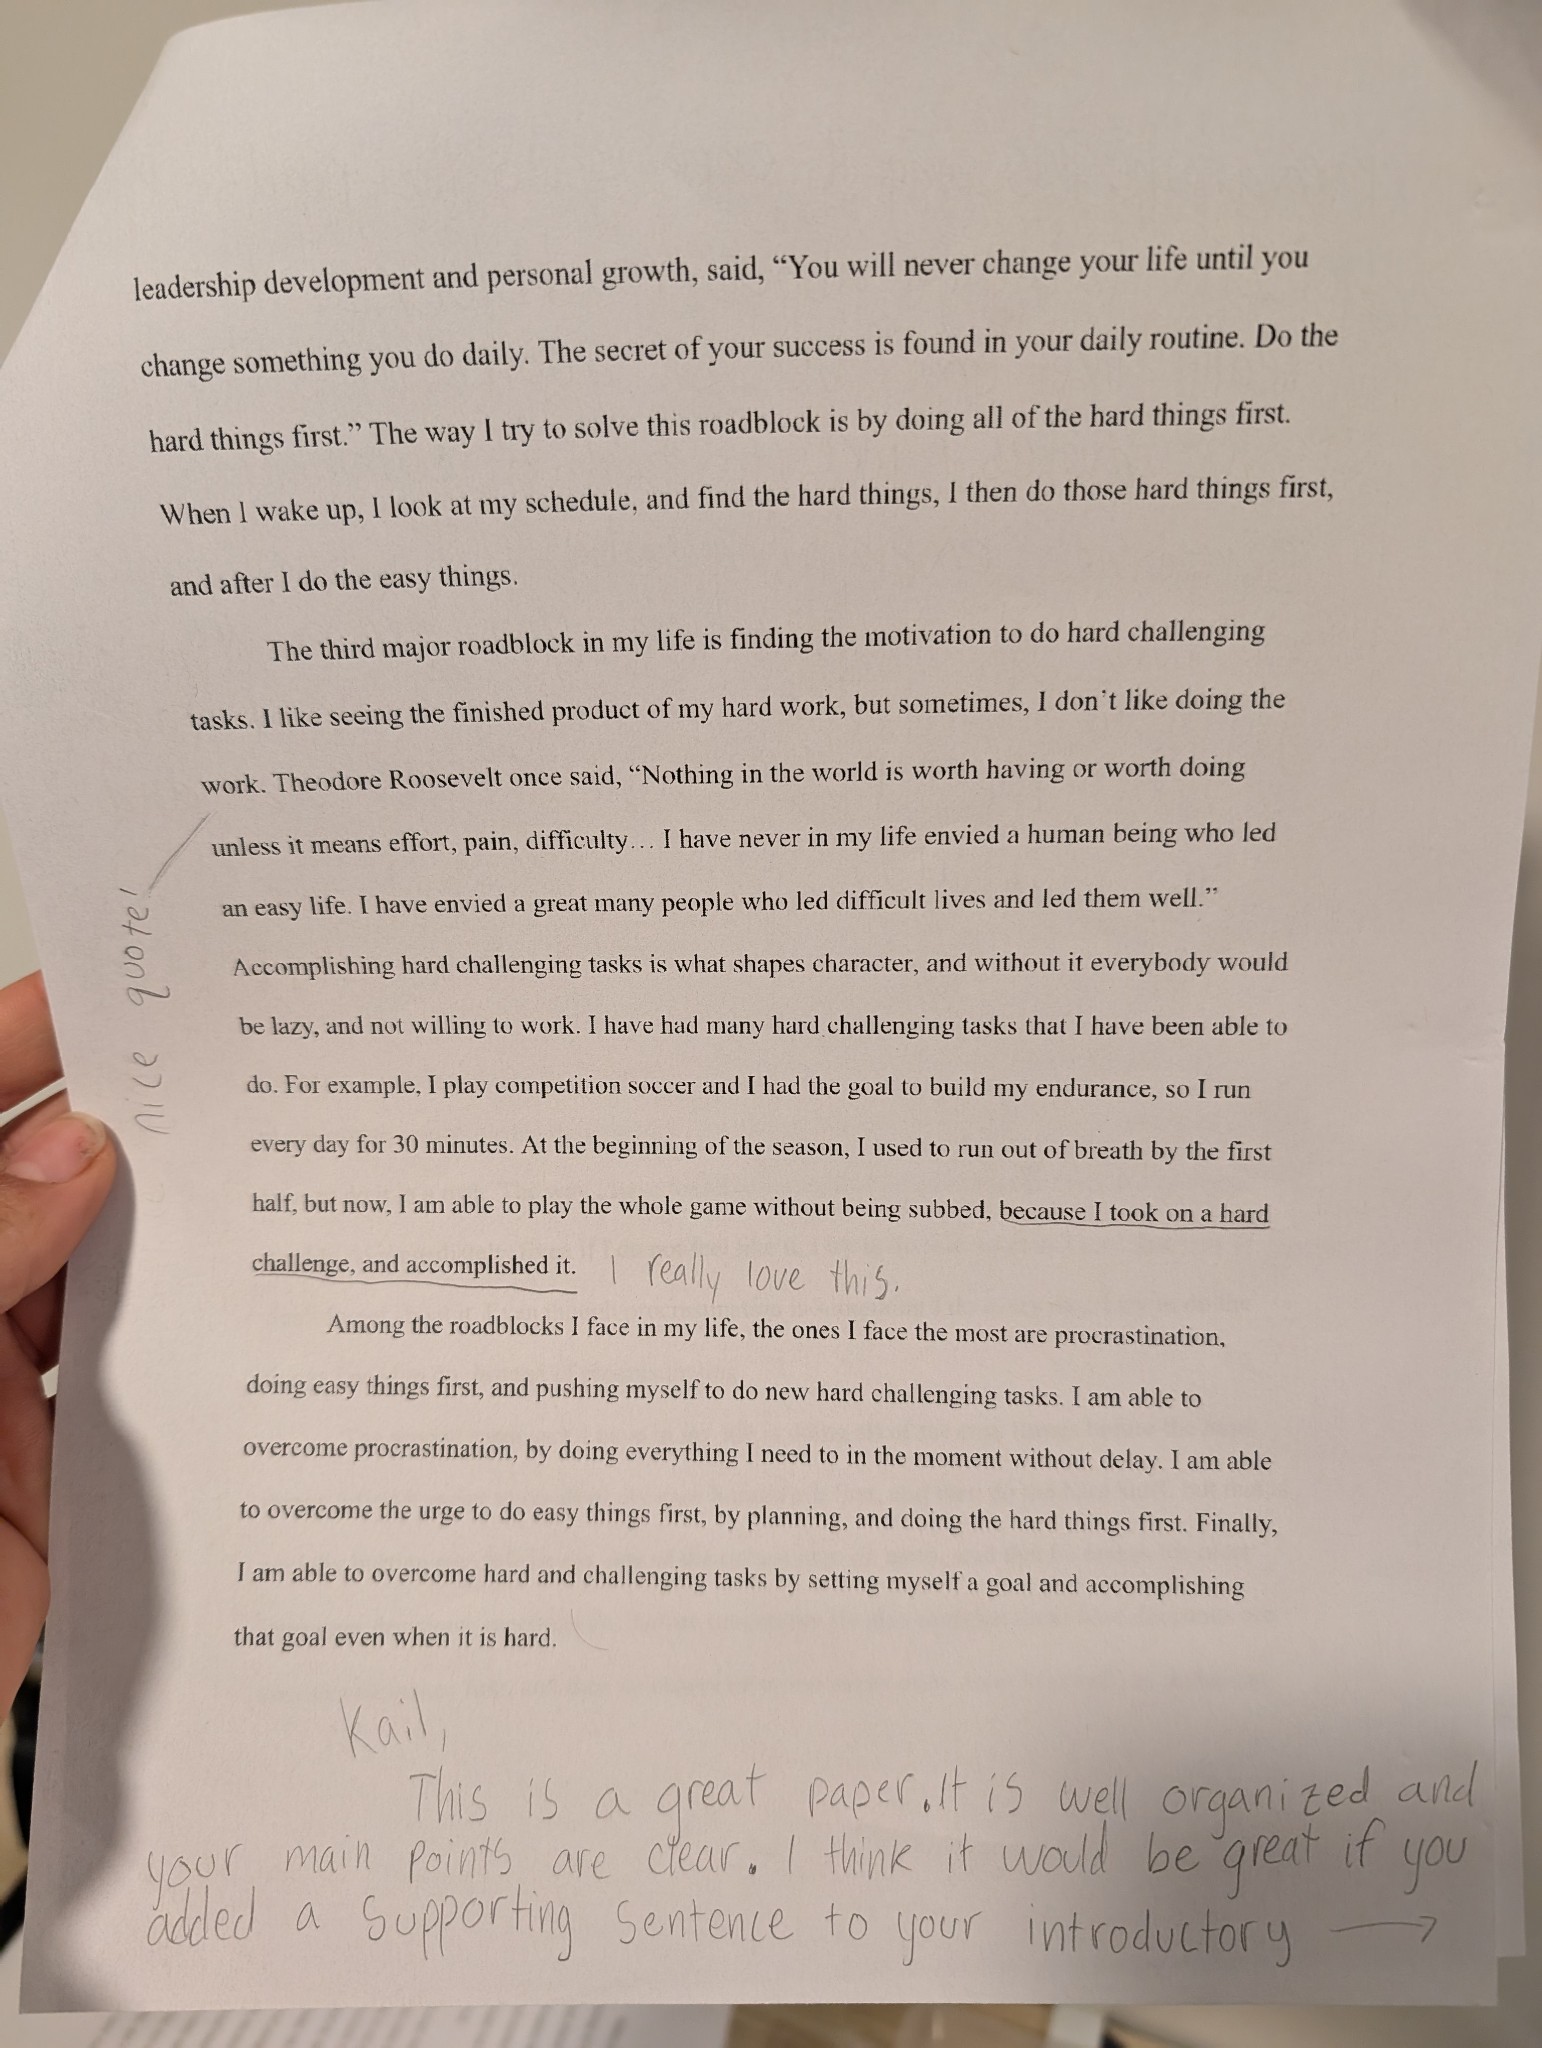 leadership development and personal growth, said, “You will never change your life until you
change something you do daily. The secret of your success is found in your daily routine. Do the
hard things first.” The way I try to solve this roadblock is by doing all of the hard things first.
When I wake up, I look at my schedule, and find the hard things, I then do those hard things first,
and after I do the easy things.
The third major roadblock in my life is finding the motivation to do hard challenging
tasks. I like seeing the finished product of my hard work, but sometimes, I don't like doing the
work. Theodore Roosevelt once said, “Nothing in the world is worth having or worth doing
unless it means effort, pain, difficulty… I have never in my life envied a human being who led
an easy life. I have envied a great many people who led difficult lives and led them well.”
nice quote!
Accomplishing hard challenging tasks is what shapes character, and without it everybody would
be lazy, and not willing to work. I have had many hard challenging tasks that I have been able to
do. For example, I play competition soccer and I had the goal to build my endurance, so I run
every day for 30 minutes. At the beginning of the season, I used to run out of breath by the first
half, but now, I am able to play the whole game without being subbed, because I took on a hard
challenge, and accomplished it. I really love this.
Among the roadblocks I face in my life, the ones I face the most are procrastination,
doing easy things first, and pushing myself to do new hard challenging tasks. I am able to
overcome procrastination, by doing everything I need to in the moment without delay. I am able
to overcome the urge to do easy things first, by planning, and doing the hard things first. Finally,
I am able to overcome hard and challenging tasks by setting myself a goal and accomplishing
that goal even when it is hard.
Kail,
This is a great paper. It is well organized and
your main points are clear. I think it would be great if you
added a supporting sentence to your introductory →